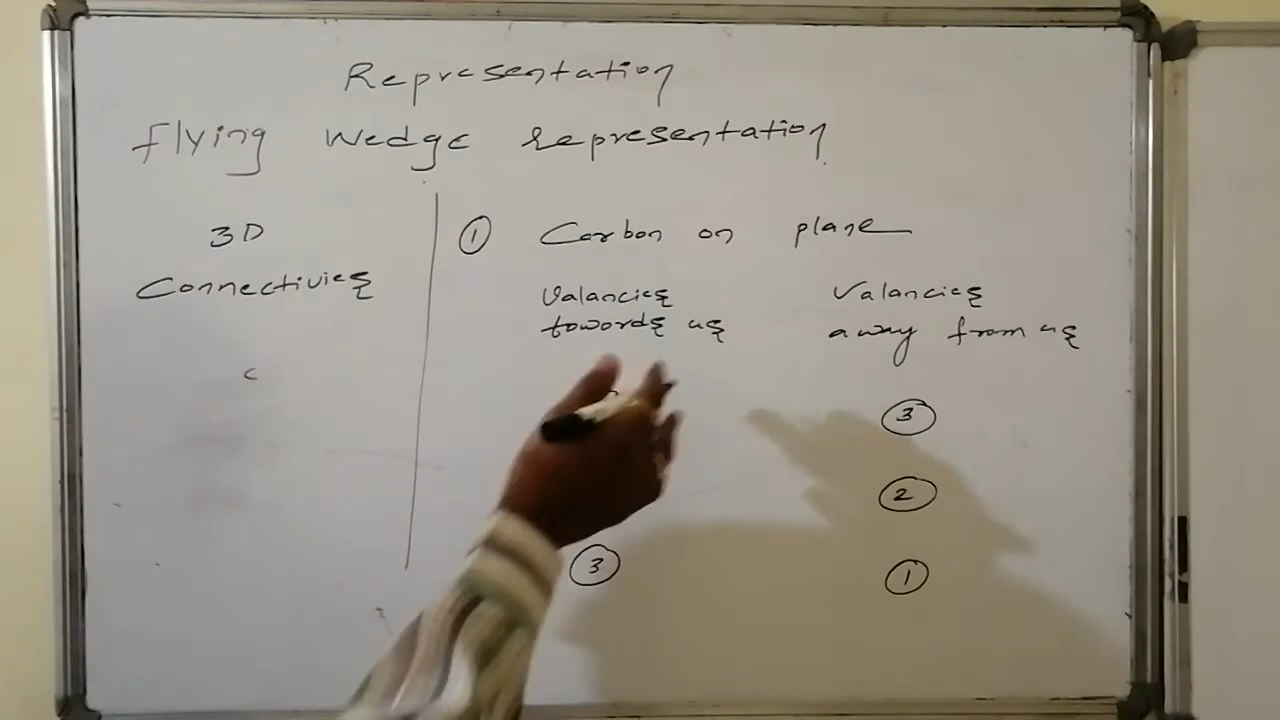 Representation
Flying Wedge representation
3D
Connectivies
c
① Carbon on plane
Valancies
towords us
Valancies
away from us
③
②
③
①